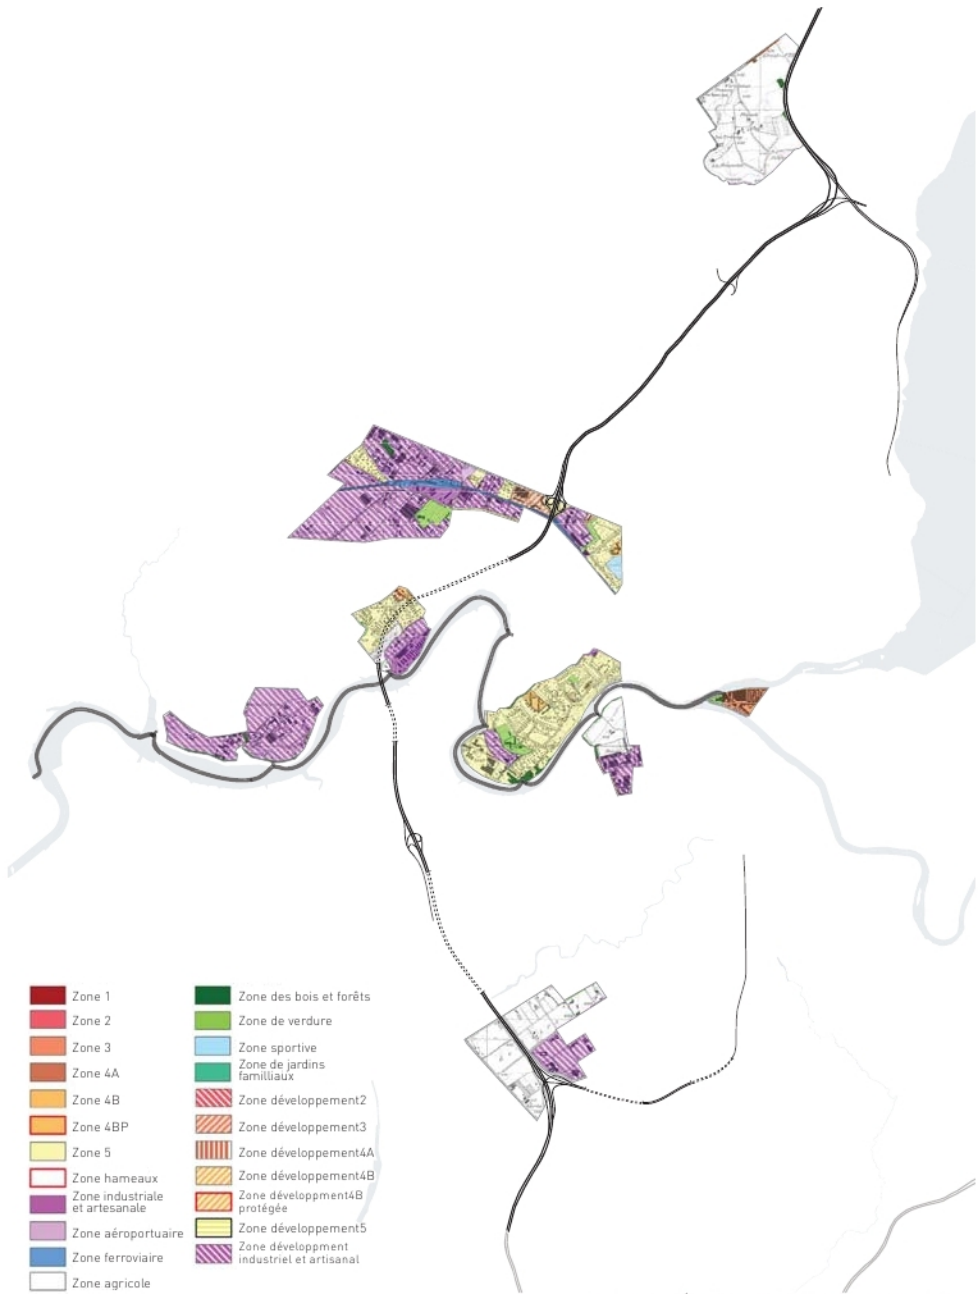 Zone 1
Zone 2
Zone 3
Zone 4A
Zone 4B
Zone 4BP
Zone 5
Zone hameaux
Zone industriale
et artesanale
Zone aéroportuaire
Zone ferroviaire
Zone agricole
Zone des bois et forêts
Zone de verdure
Zone sportive
Zone de jardins
familliaux
Zone développement2
Zone développement3
Zone développement4A
Zone développement4B
Zone développment4B
protégée
Zone développement5
Zone développment
industriel et artisanal